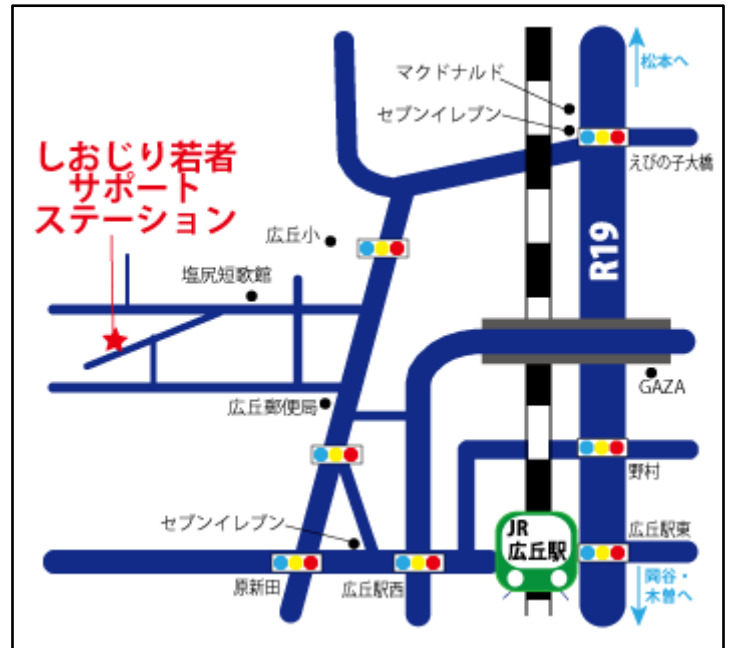 松本へ
マクドナルド
セブンイレブン
えびの子大橋
しおじり若者
サポート
ステーション
広丘小
塩尻短歌館
R19
GAZA
広丘郵便局
野村
セブンイレブン
JR
広丘駅
広丘駅東
原新田
広丘駅西
岡谷・
木曽へ